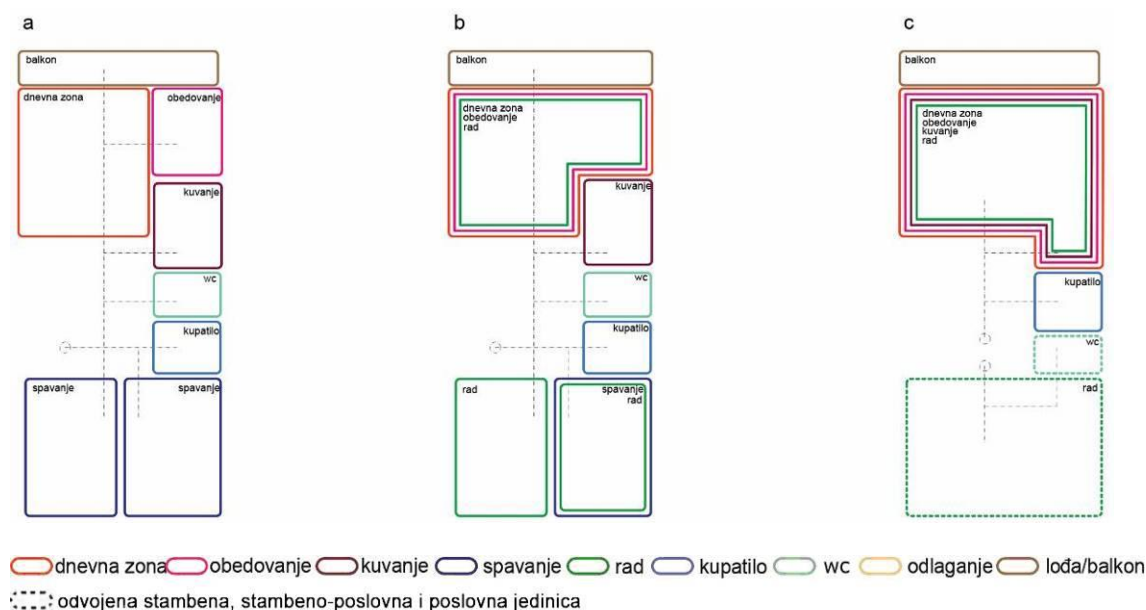 a
balkon
dnevna zona
obedovanje
kuvanje
wc
kupatilo
spavanje
spavanje
b
balkon
dnevna zona
obedovanje
rad
kuvanje
wc
kupatilo
rad
spavanje
rad
c
balkon
dnevna zona
obedovanje
kuvanje
rad
kupatilo
wc
rad
dnevna zona obedovanje kuvanje spavanje rad kupatilo wc odlaganje lođa/balkon
odvojena stambena, stambeno-poslovna i poslovna jedinica